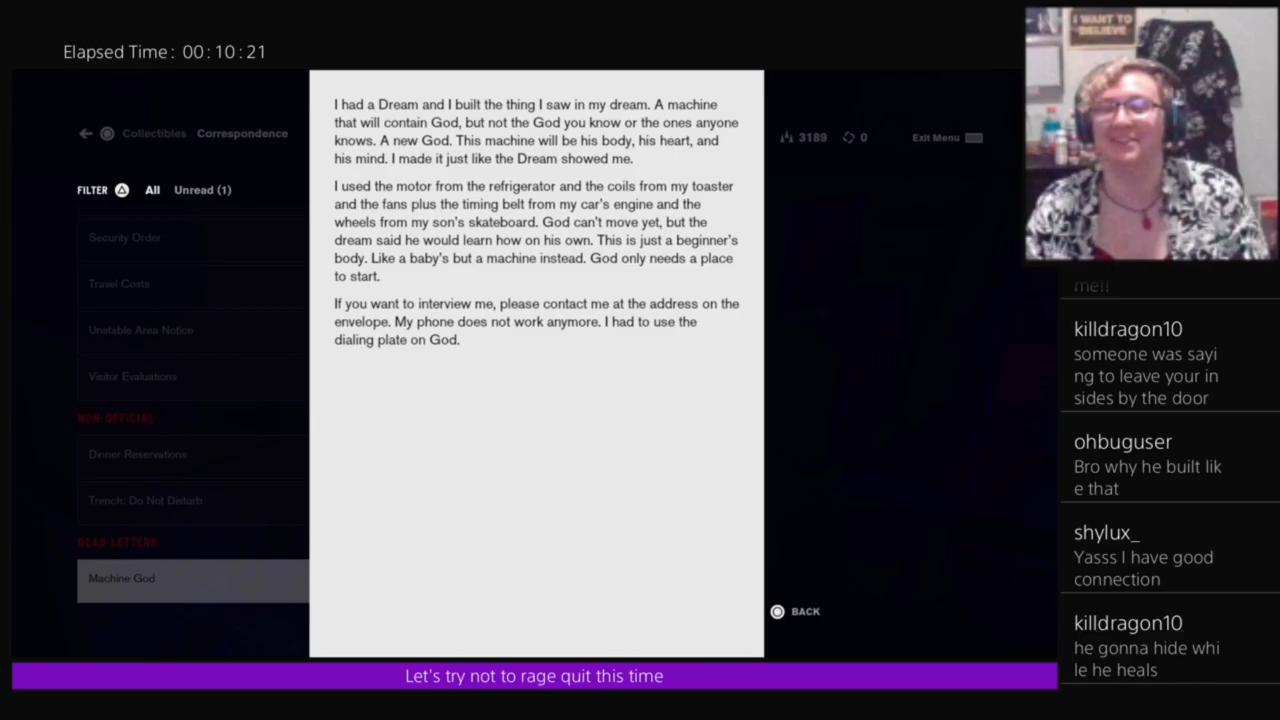 Elapsed Time: 00:10:21
I WANT TO
BELIEVE
Collectibles Correspondence
3189 0 Exit Menu
FILTER All Unread (1)
Security Order
Travel Costs
Unstable Area Notice
Visitor Evaluations
NON-OFFICIAL
Dinner Reservations
Trench: Do Not Disturb
DEAD LETTERS
Machine God
I had a Dream and I built the thing I saw in my dream. A machine
that will contain God, but not the God you know or the ones anyone
knows. A new God. This machine will be his body, his heart, and
his mind. I made it just like the Dream showed me.
I used the motor from the refrigerator and the coils from my toaster
and the fans plus the timing belt from my car's engine and the
wheels from my son's skateboard. God can't move yet, but the
dream said he would learn how on his own. This is just a beginner's
body. Like a baby's but a machine instead. God only needs a place
to start.
If you want to interview me, please contact me at the address on the
envelope. My phone does not work anymore. I had to use the
dialing plate on God.
BACK
me!!
killdragon10
someone was sayi
ng to leave your in
sides by the door
ohbuguser
Bro why he built lik
e that
shylux_
Yasss I have good
connection
killdragon10
he gonna hide whi
le he heals
Let's try not to rage quit this time